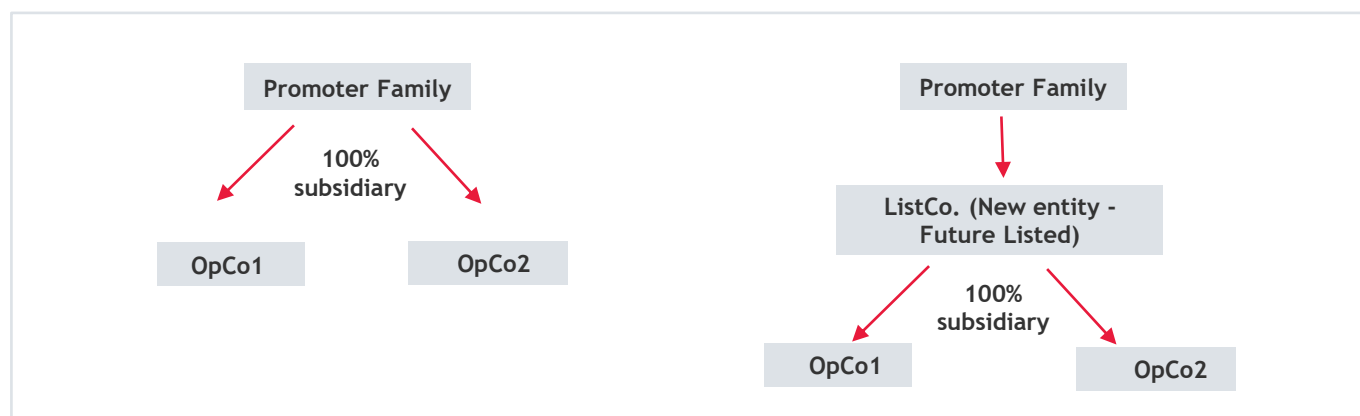 Promoter Family
100%
subsidiary
OpCo1
OpCo2
Promoter Family
ListCo. (New entity -
Future Listed)
100%
subsidiary
OpCo1
OpCo2